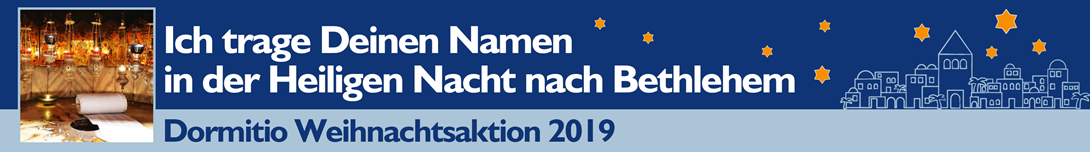 Ich trage Deinen Namen
in der Heiligen Nacht nach Bethlehem
Dormitio Weihnachtsaktion 2019